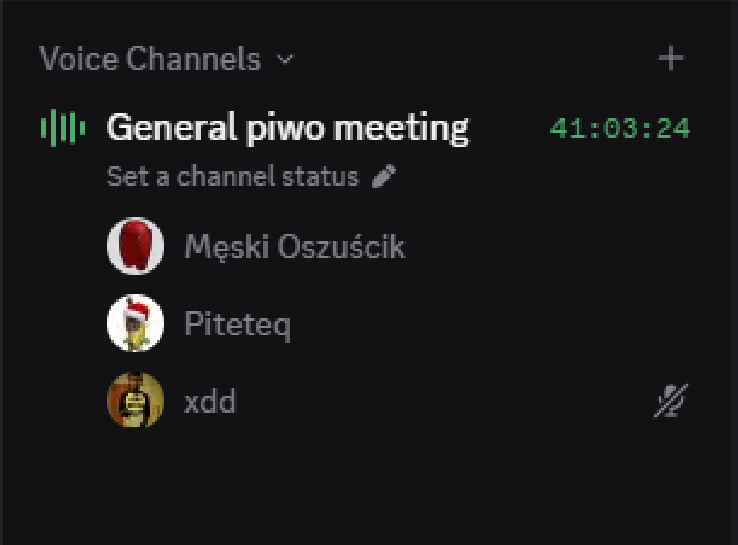 Voice Channels
General piwo meeting 41:03:24
Set a channel status
Męski Oszuścik
Piteteq
xdd